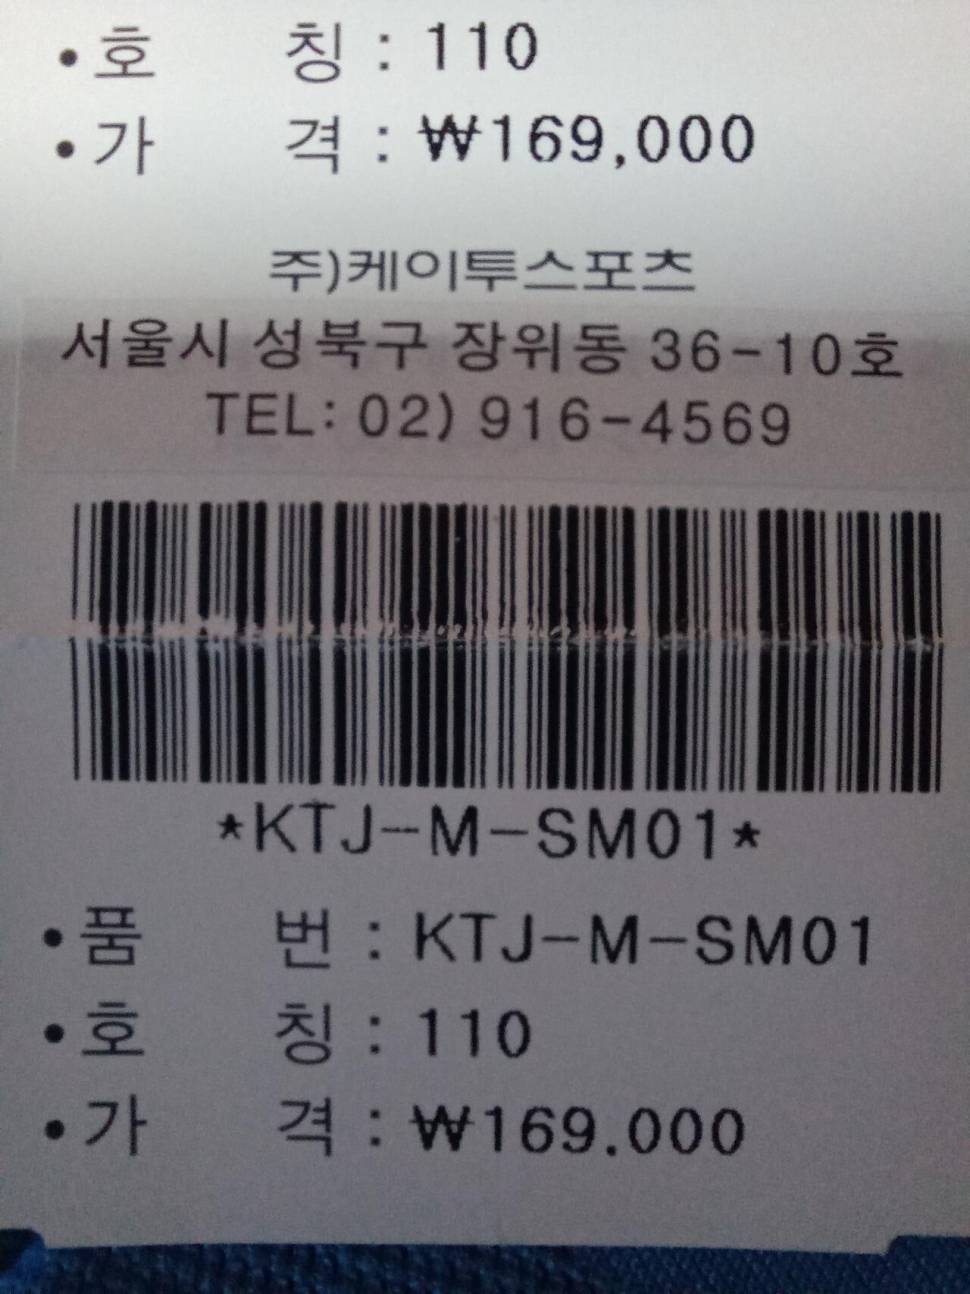 • 호 칭 : 110
• 가 격 : ₩169,000
주)케이투스포츠
서울시 성북구 장위동 36-10호
TEL: 02) 916-4569
*KTJ-M-SM01*
• 품 번 : KTJ-M-SM01
• 호 칭 : 110
• 가 격 : ₩169.000